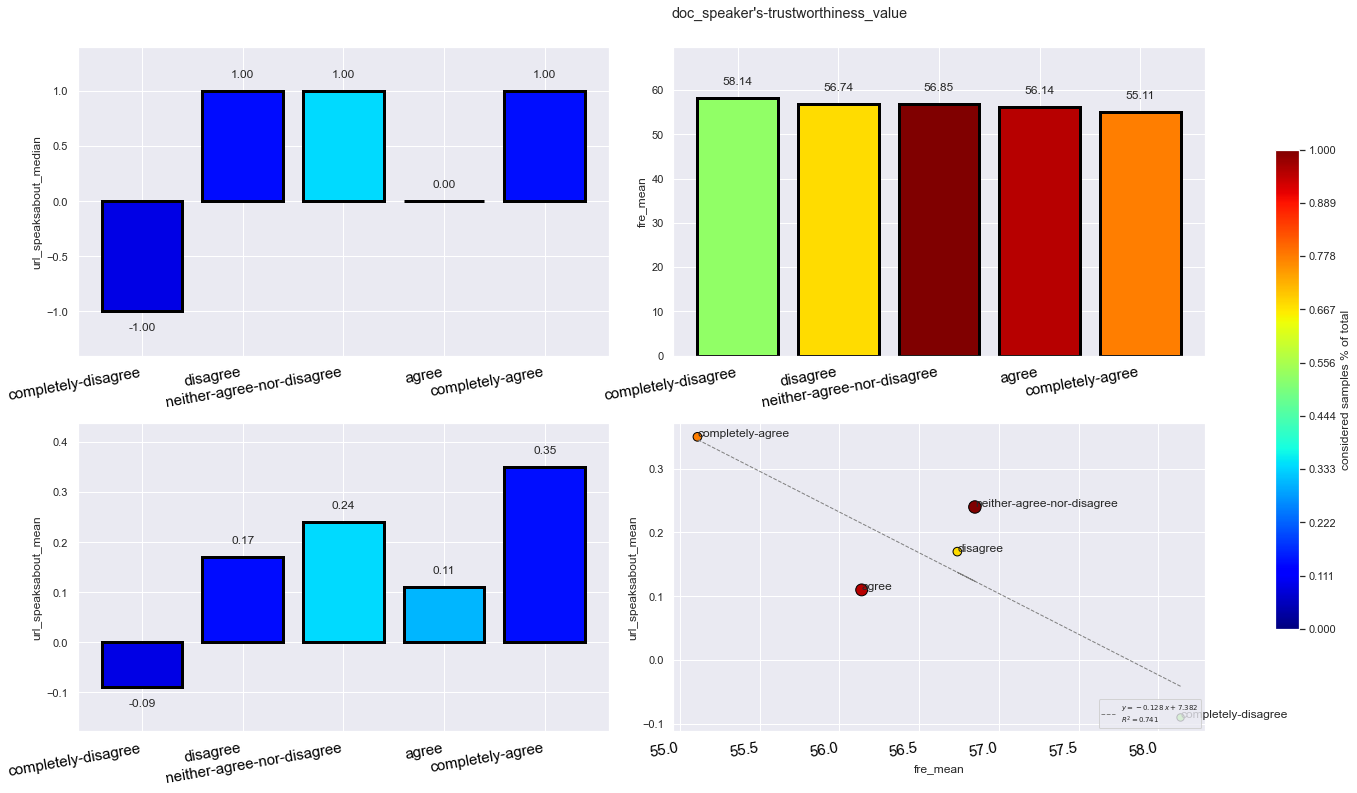 doc_speaker's-trustworthiness_value
url_speaksabout_median
1.0
0.5
0.0
−0.5
−1.0
-1.00
1.00
1.00
0.00
1.00
completely-disagree
disagree
neither-agree-nor-disagree
agree
completely-agree
fre_mean
60
50
40
30
20
10
0
58.14
56.74
56.85
56.14
55.11
completely-disagree
disagree
neither-agree-nor-disagree
agree
completely-agree
url_speaksabout_mean
0.4
0.3
0.2
0.1
0.0
−0.1
-0.09
0.17
0.24
0.11
0.35
completely-disagree
disagree
neither-agree-nor-disagree
agree
completely-agree
url_speaksabout_mean
0.3
0.2
0.1
0.0
−0.1
completely-agree
neither-agree-nor-disagree
disagree
agree
completely-disagree
y = −0.128 x + 7.382
R² = 0.741
55.0
55.5
56.0
56.5
57.0
57.5
58.0
fre_mean
1.000
0.889
0.778
0.667
0.556
0.444
0.333
0.222
0.111
0.000
considered samples % of total